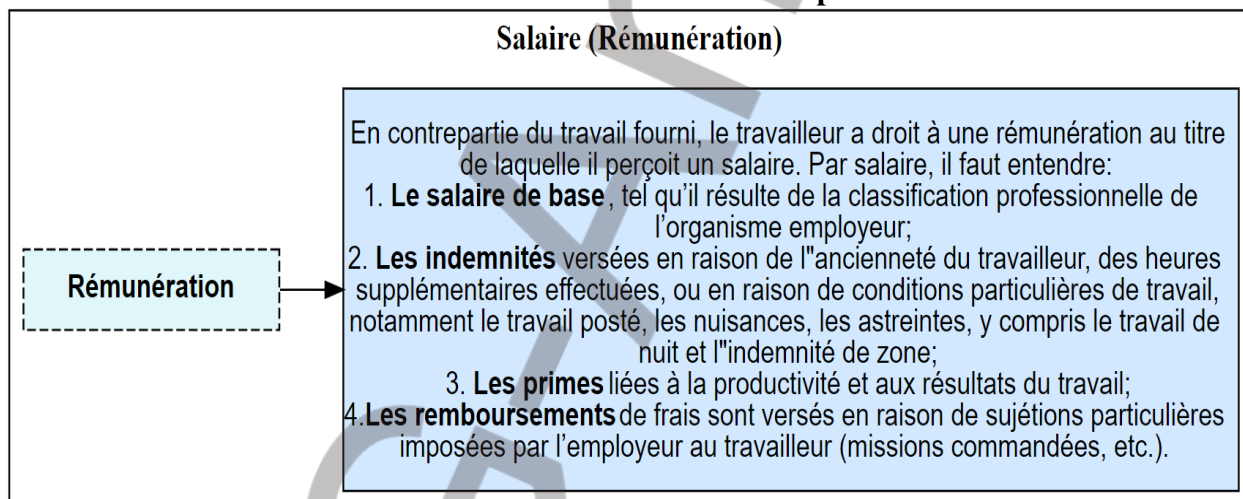 Salaire (Rémunération)
Rémunération
En contrepartie du travail fourni, le travailleur a droit à une rémunération au titre
de laquelle il perçoit un salaire. Par salaire, il faut entendre:
1. Le salaire de base, tel qu’il résulte de la classification professionnelle de
l’organisme employeur;
2. Les indemnités versées en raison de l"ancienneté du travailleur, des heures
supplémentaires effectuées, ou en raison de conditions particulières de travail,
notamment le travail posté, les nuisances, les astreintes, y compris le travail de
nuit et l"indemnité de zone;
3. Les primes liées à la productivité et aux résultats du travail;
4.Les remboursements de frais sont versés en raison de sujétions particulières
imposées par l’employeur au travailleur (missions commandées, etc.).